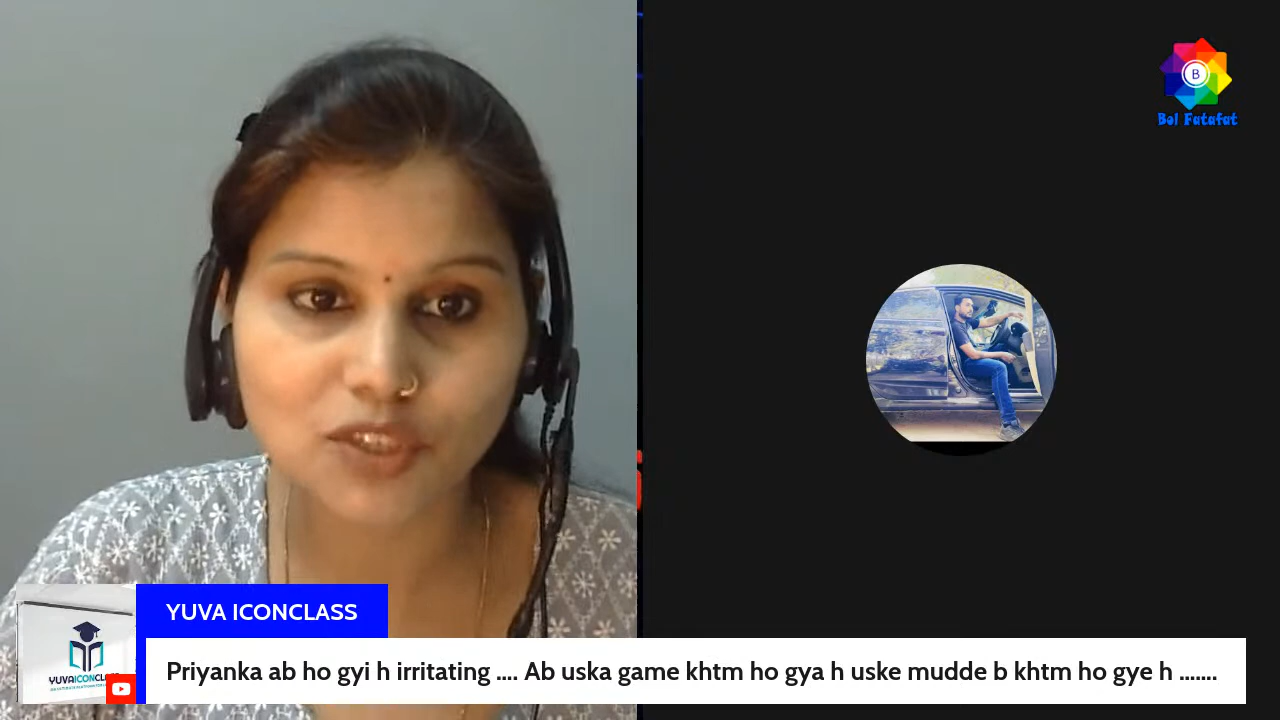 B
Bol Fatafat
YUVA ICONCLASS
YUVAICONCLASS
Priyanka ab ho gyi h irritating .... Ab uska game khtm ho gya h uske mudde b khtm ho gye h .......